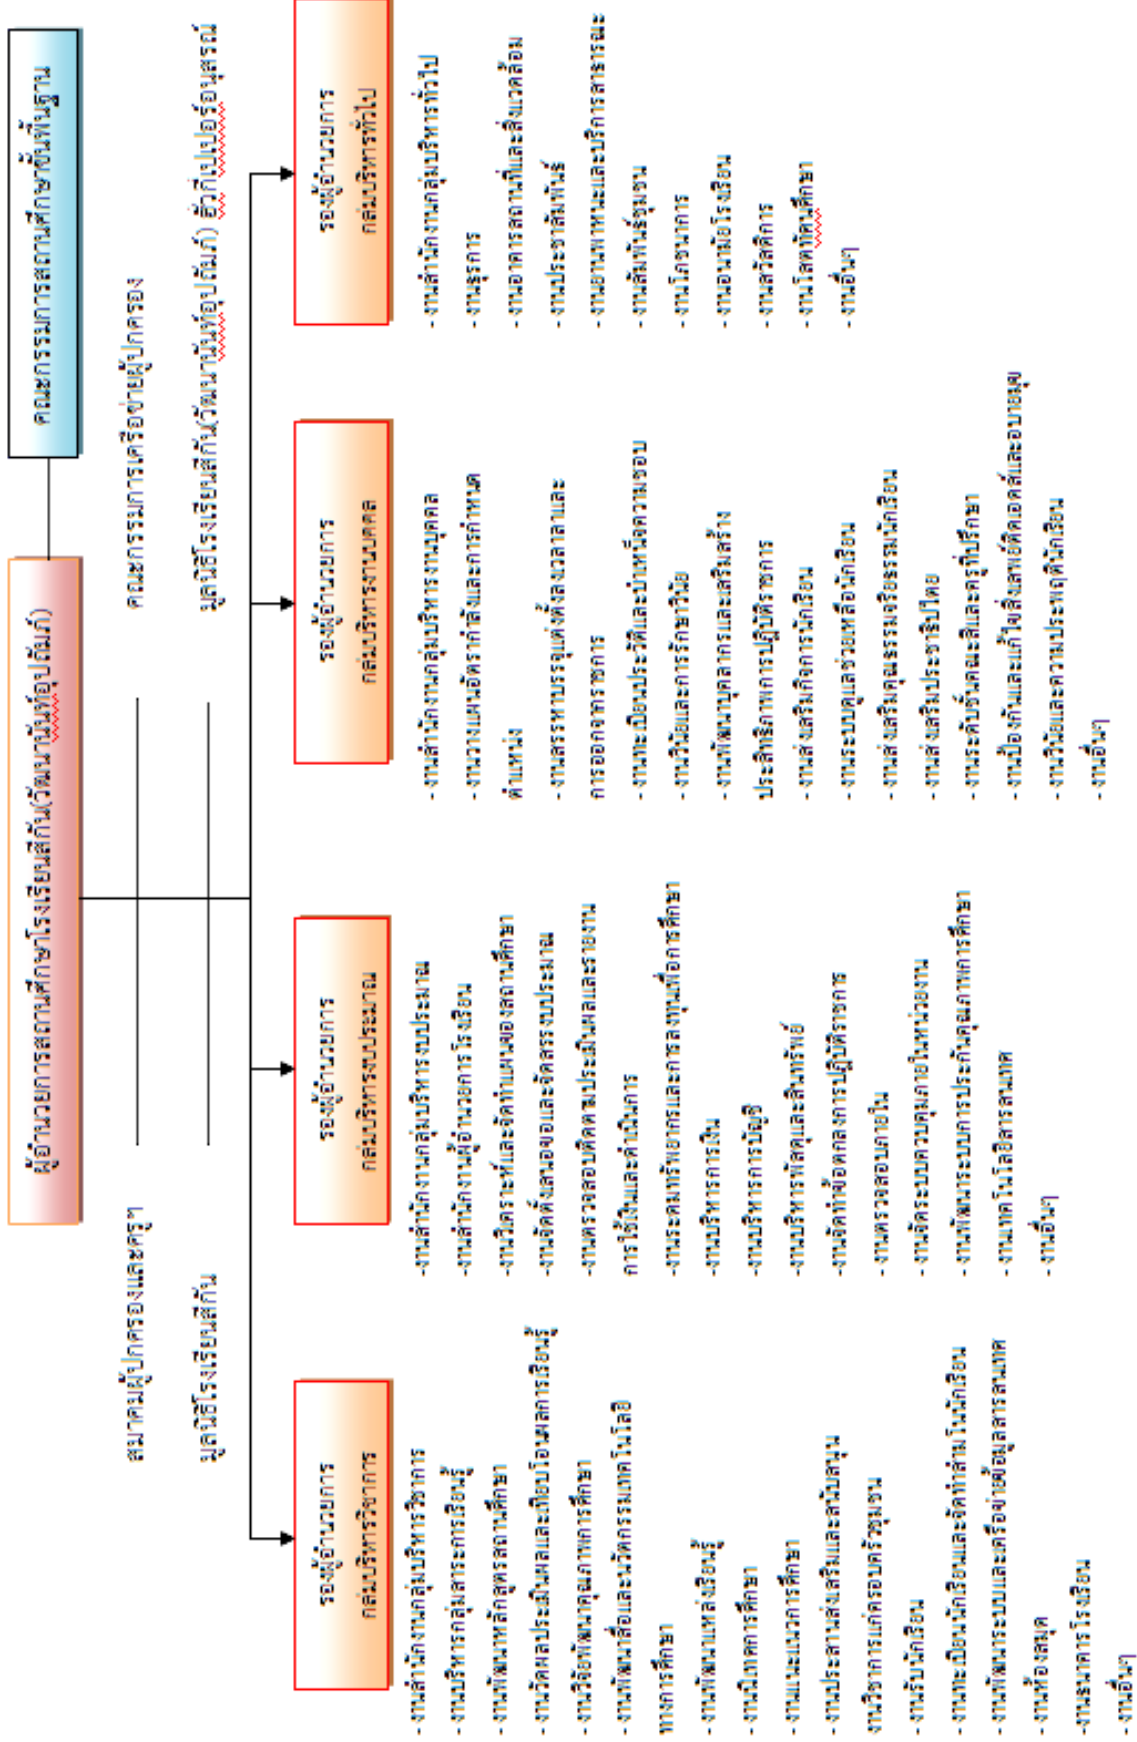 ผู้อำนวยการสถานศึกษาโรงเรียนสีกัน(วัฒนานันท์อุปถัมภ์)
คณะกรรมการสถานศึกษาขั้นพื้นฐาน
สมาคมผู้ปกครองและครูฯ
คณะกรรมการเครือข่ายผู้ปกครอง
มูลนิธิโรงเรียนสีกัน
มูลนิธิโรงเรียนสีกัน(วัฒนานันท์อุปถัมภ์) ฮั่วกี่เปเปอร์อนุสรณ์
รองผู้อำนวยการ
กลุ่มบริหารวิชาการ
- งานสำนักงานกลุ่มบริหารวิชาการ
- งานบริหารกลุ่มสาระการเรียนรู้
- งานพัฒนาหลักสูตรสถานศึกษา
- งานวัดผลประเมินผลและเทียบโอนผลการเรียนรู้
- งานวิจัยพัฒนาคุณภาพการศึกษา
- งานพัฒนาสื่อและนวัตกรรมเทคโนโลยี
ทางการศึกษา
- งานพัฒนาแหล่งเรียนรู้
- งานนิเทศการศึกษา
- งานแนะแนวการศึกษา
- งานประสานส่งเสริมและสนับสนุน
งานวิชาการแก่ครอบครัวชุมชน
- งานรับนักเรียน
- งานทะเบียนนักเรียนและจัดทำสำมะโนนักเรียน
- งานพัฒนาระบบและเครือข่ายข้อมูลสารสนเทศ
- งานห้องสมุด
- งานธนาคารโรงเรียน
- งานอื่นๆ
รองผู้อำนวยการ
กลุ่มบริหารงบประมาณ
-งานสำนักงานกลุ่มบริหารงบประมาณ
-งานสำนักงานผู้อำนวยการโรงเรียน
-งานวิเคราะห์และจัดทำแผนของสถานศึกษา
-งานจัดตั้งเสนอขอและจัดสรรงบประมาณ
-งานตรวจสอบติดตามประเมินผลและรายงาน
การใช้เงินและดำเนินการ
-งานระดมทรัพยากรและการลงทุนเพื่อการศึกษา
-งานบริหารการเงิน
-งานบริหารการบัญชี
-งานบริหารพัสดุและสินทรัพย์
-งานจัดทำข้อตกลงการปฏิบัติราชการ
-งานตรวจสอบภายใน
-งานจัดระบบควบคุมภายในหน่วยงาน
-งานพัฒนาระบบการประกันคุณภาพการศึกษา
-งานเทคโนโลยีสารสนเทศ
- งานอื่นๆ
รองผู้อำนวยการ
กลุ่มบริหารงานบุคคล
- งานสำนักงานกลุ่มบริหารงานบุคคล
- งานวางแผนอัตรากำลังและการกำหนด
ตำแหน่ง
- งานสรรหาบรรจุแต่งตั้งลงเวลาลาและ
การออกจากราชการ
- งานทะเบียนประวัติและบำเหน็จความชอบ
- งานวินัยและการรักษาวินัย
- งานพัฒนาบุคลากรและเสริมสร้าง
ประสิทธิภาพการปฏิบัติราชการ
- งานส่งเสริมกิจการนักเรียน
- งานระบบดูแลช่วยเหลือนักเรียน
- งานส่งเสริมคุณธรรมจริยธรรมนักเรียน
- งานส่งเสริมประชาธิปไตย
- งานระดับชั้นคณะสีและครูที่ปรึกษา
- งานป้องกันและแก้ไขสิ่งเสพย์ติดเอดส์และอบายมุข
- งานวินัยและความประพฤตินักเรียน
- งานอื่นๆ
รองผู้อำนวยการ
กลุ่มบริหารทั่วไป
- งานสำนักงานกลุ่มบริหารทั่วไป
- งานธุรการ
- งานอาคารสถานที่และสิ่งแวดล้อม
- งานประชาสัมพันธ์
- งานยานพาหนะและบริการสาธารณะ
- งานสัมพันธ์ชุมชน
- งานโภชนาการ
- งานอนามัยโรงเรียน
- งานสวัสดิการ
- งานโสตทัศนศึกษา
- งานอื่นๆ